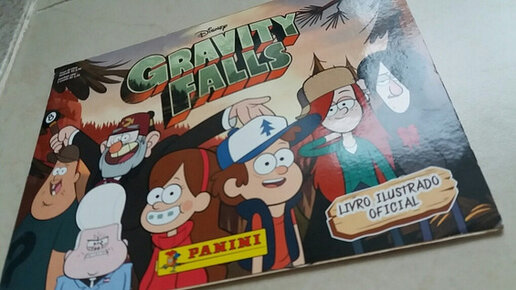 Disney
GRAVITY
FALLS
LIVRO ILUSTRADO
OFICIAL
PANINI